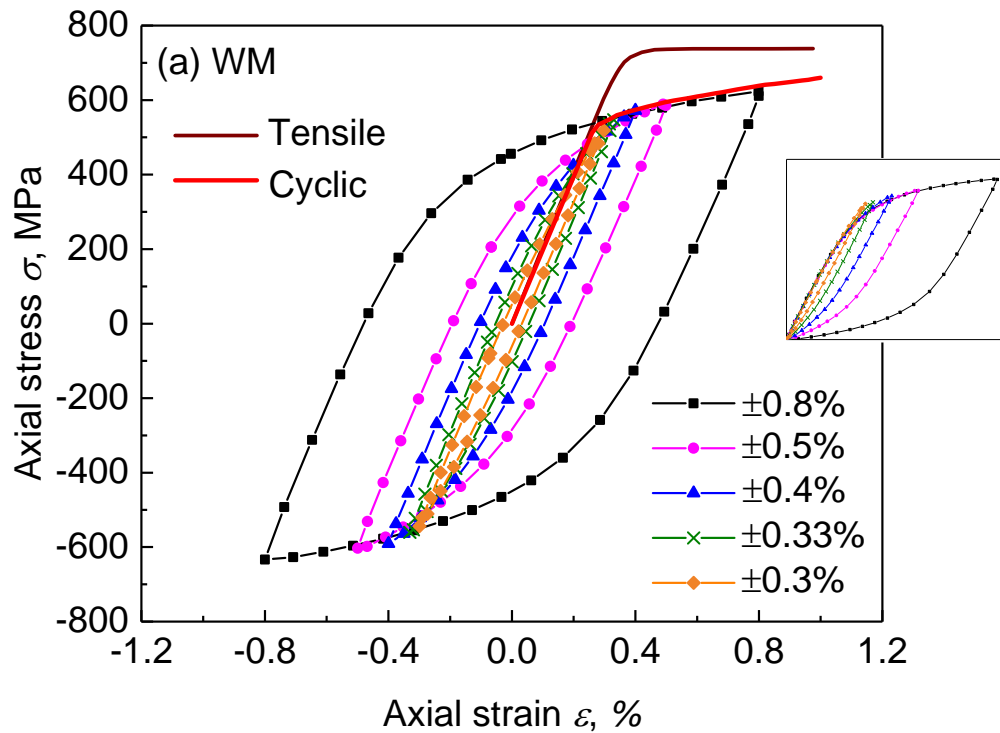 800
600
400
200
0
-200
-400
-600
-800
(a) WM
Tensile
Cyclic
±0.8%
±0.5%
±0.4%
±0.33%
±0.3%
-1.2 -0.8 -0.4 0.0 0.4 0.8 1.2
Axial stress σ, MPa
Axial strain ε, %